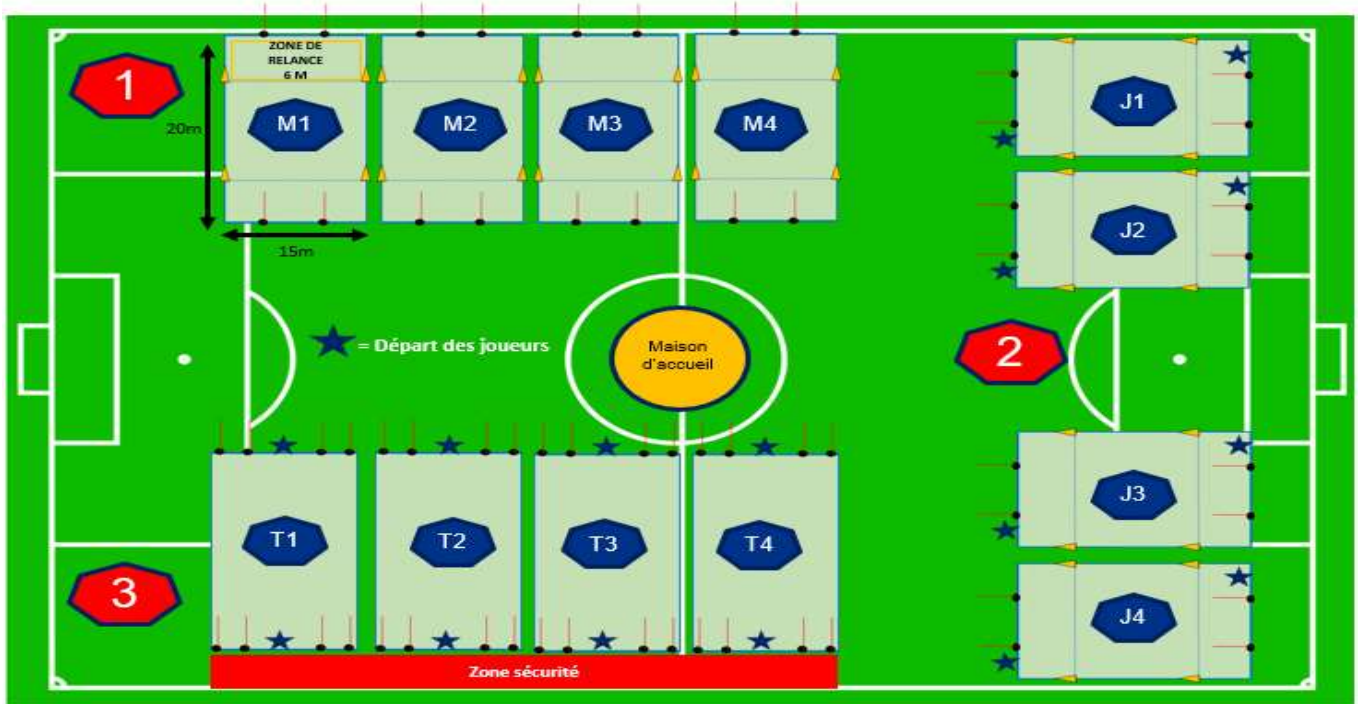 1
ZONE DE
RELANCE
6 M
M1
M2
M3
M4
J1
20m
15m
J2
= Départ des joueurs
Maison
d'accueil
2
T1
T2
T3
T4
J3
3
J4
Zone sécurité